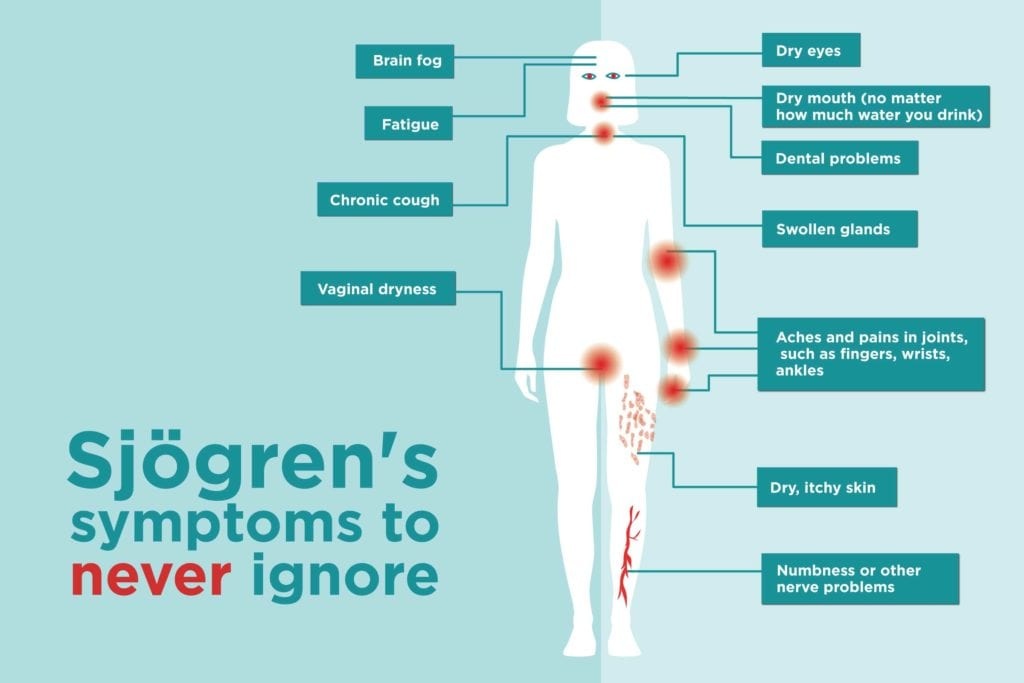 Brain fog
Fatigue
Chronic cough
Vaginal dryness
Sjögren's
symptoms to
never ignore
Dry eyes
Dry mouth (no matter
how much water you drink)
Dental problems
Swollen glands
Aches and pains in joints,
such as fingers, wrists,
ankles
Dry, itchy skin
Numbness or other
nerve problems